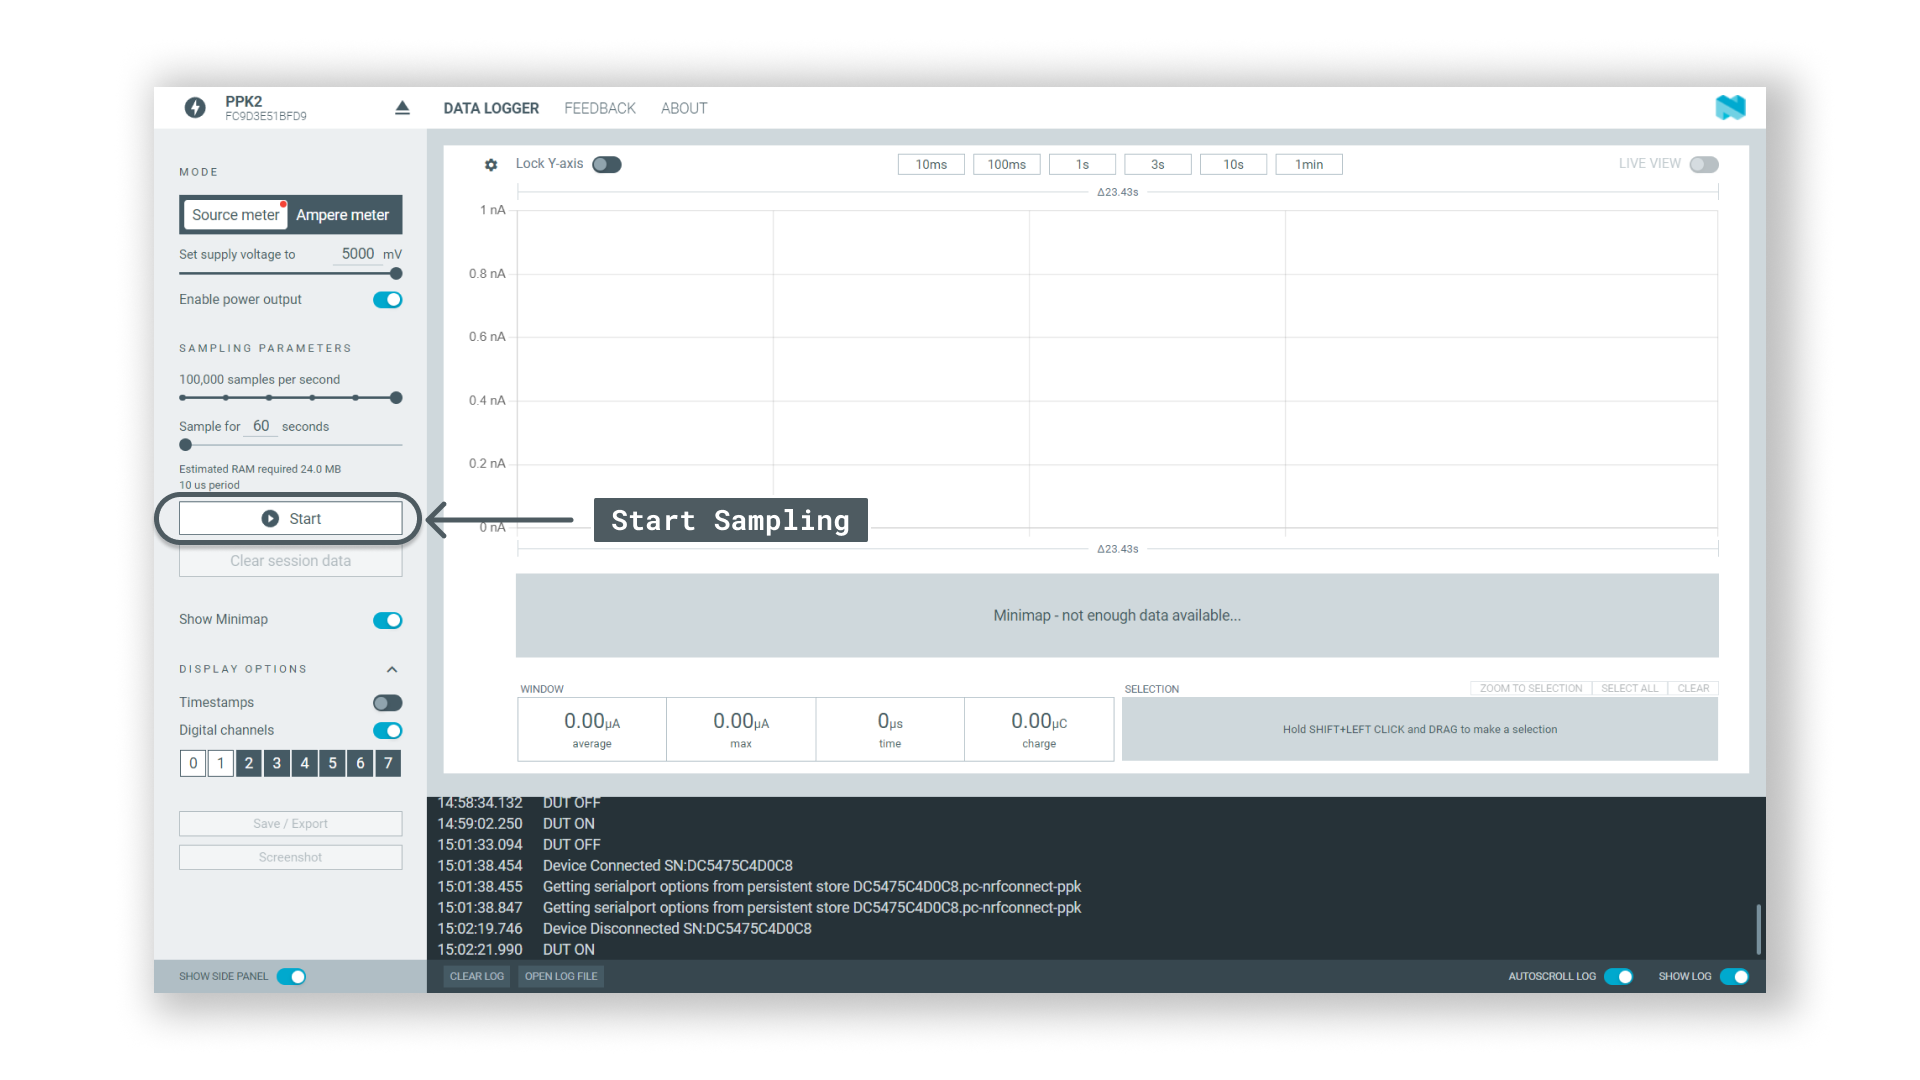 PPK2
FC9D3E51BFD9
DATA LOGGER FEEDBACK ABOUT
MODE
Source meter Ampere meter
Set supply voltage to 5000 mV
Enable power output
SAMPLING PARAMETERS
100,000 samples per second
Sample for 60 seconds
Estimated RAM required 24.0 MB
10 us period
Start
Clear session data
Show Minimap
DISPLAY OPTIONS
Timestamps
Digital channels
0 1 2 3 4 5 6 7
Save / Export
Screenshot
SHOW SIDE PANEL
Lock Y-axis 10ms 100ms 1s 3s 10s 1min LIVE VIEW
Δ23.43s
1 nA
0.8 nA
0.6 nA
0.4 nA
0.2 nA
0 nA
Start Sampling
Δ23.43s
Minimap - not enough data available...
WINDOW
0.00μA 0.00μA 0μs 0.00μC
average max time charge
SELECTION ZOOM TO SELECTION SELECT ALL CLEAR
Hold SHIFT+LEFT CLICK and DRAG to make a selection
14:58:34.132 DUT OFF
14:59:02.250 DUT ON
15:01:33.094 DUT OFF
15:01:38.454 Device Connected SN:DC5475C4D0C8
15:01:38.455 Getting serialport options from persistent store DC5475C4D0C8.pc-nrfconnect-ppk
15:01:38.847 Getting serialport options from persistent store DC5475C4D0C8.pc-nrfconnect-ppk
15:02:19.746 Device Disconnected SN:DC5475C4D0C8
15:02:21.990 DUT ON
CLEAR LOG OPEN LOG FILE AUTOSCROLL LOG SHOW LOG